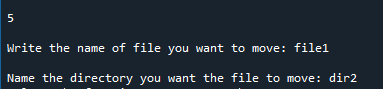 5
Write the name of file you want to move: file1
Name the directory you want the file to move: dir2